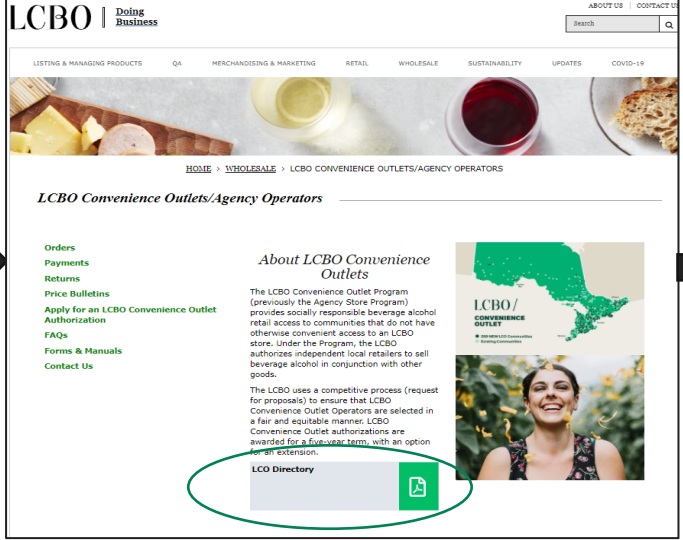 ABOUT US | CONTACT US
LCBO | Doing Business
Search
LISTING & MANAGING PRODUCTS QA MERCHANDISING & MARKETING RETAIL WHOLESALE SUSTAINABILITY UPDATES COVID-19
HOME > WHOLESALE > LCBO CONVENIENCE OUTLETS/AGENCY OPERATORS
LCBO Convenience Outlets/Agency Operators
Orders
Payments
Returns
Price Bulletins
Apply for an LCBO Convenience Outlet
Authorization
FAQs
Forms & Manuals
Contact Us
About LCBO Convenience
Outlets
The LCBO Convenience Outlet Program
(previously the Agency Store Program)
provides socially responsible beverage alcohol
retail access to communities that do not have
otherwise convenient access to an LCBO
store. Under the Program, the LCBO
authorizes independent local retailers to sell
beverage alcohol in conjunction with other
goods.
The LCBO uses a competitive process (request
for proposals) to ensure that LCBO
Convenience Outlet Operators are selected in
a fair and equitable manner. LCBO
Convenience Outlet authorizations are
awarded for a five-year term, with an option
for an extension.
LCO Directory
LCBO/
CONVENIENCE
OUTLET
NEW LCO Communities
Existing Communities